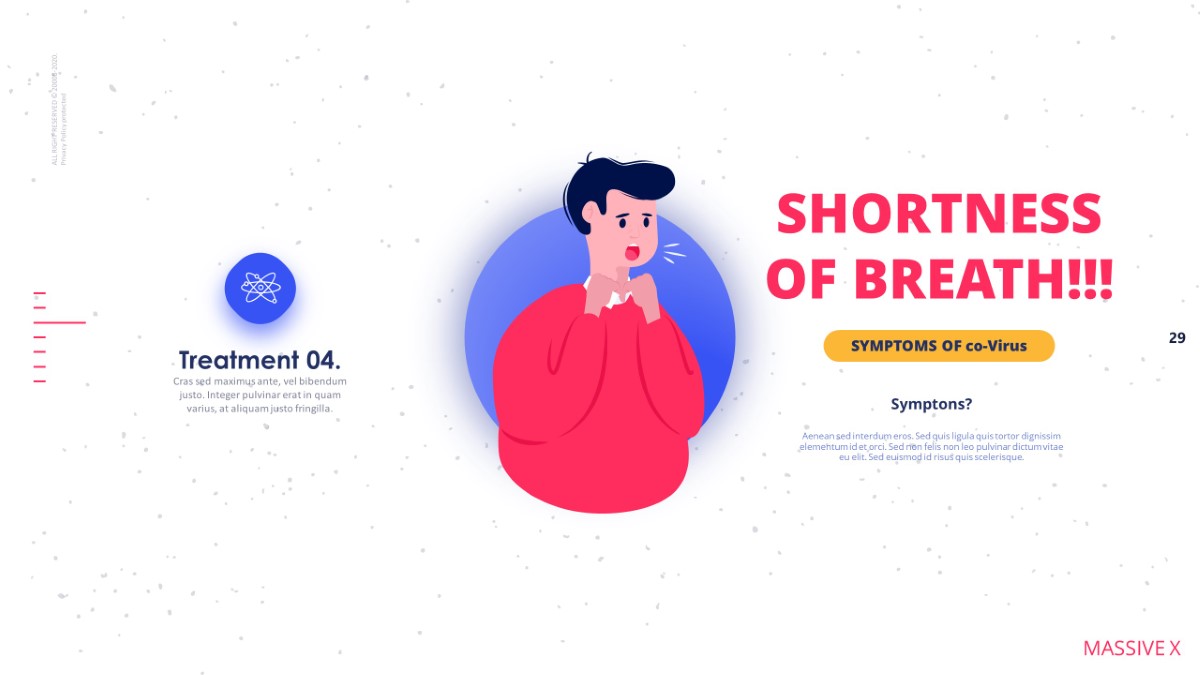 ALL RIGHT RESERVED © 2008® 2020.
Privacy Policy protected
Treatment 04.
Cras sed maximus ante, vel bibendum
justo. Integer pulvinar erat in quam
varius, at aliquam justo fringilla.
SHORTNESS
OF BREATH!!!
SYMPTOMS OF co-Virus
Symptons?
Aenean sed interdum eros. Sed quis ligula quis tortor dignissim
elemehtum id et orci. Sed non felis non leo pulvinar dictum vitae
eu elit. Sed euismod id risus quis scelerisque.
29
MASSIVE X